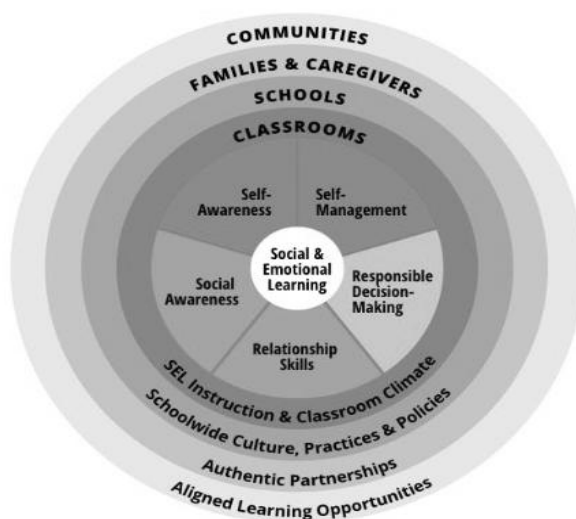 COMMUNITIES
FAMILIES & CAREGIVERS
SCHOOLS
CLASSROOMS
Self-
Awareness
Self-
Management
Social &
Emotional
Learning
Social
Awareness
Responsible
Decision-
Making
Relationship
Skills
SEL Instruction & Classroom Climate
Schoolwide Culture, Practices & Policies
Authentic Partnerships
Aligned Learning Opportunities